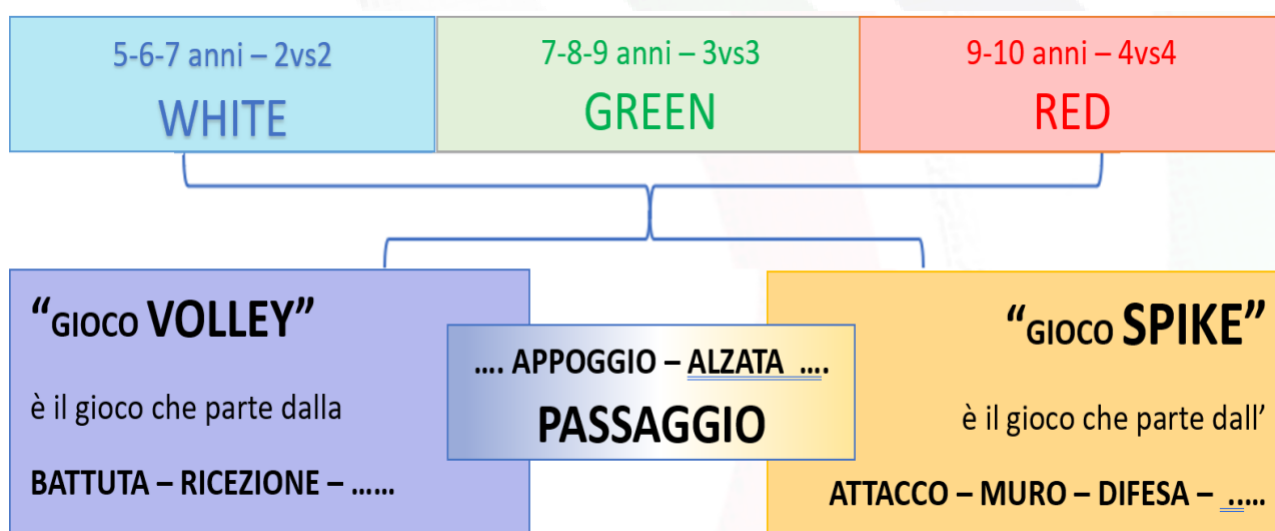 5-6-7 anni – 2vs2
WHITE
7-8-9 anni – 3vs3
GREEN
9-10 anni – 4vs4
RED
“GIOCO VOLLEY”
è il gioco che parte dalla
BATTUTA – RICEZIONE – ……
…. APPOGGIO – ALZATA ….
PASSAGGIO
“GIOCO SPIKE”
è il gioco che parte dall’
ATTACCO – MURO – DIFESA – …..